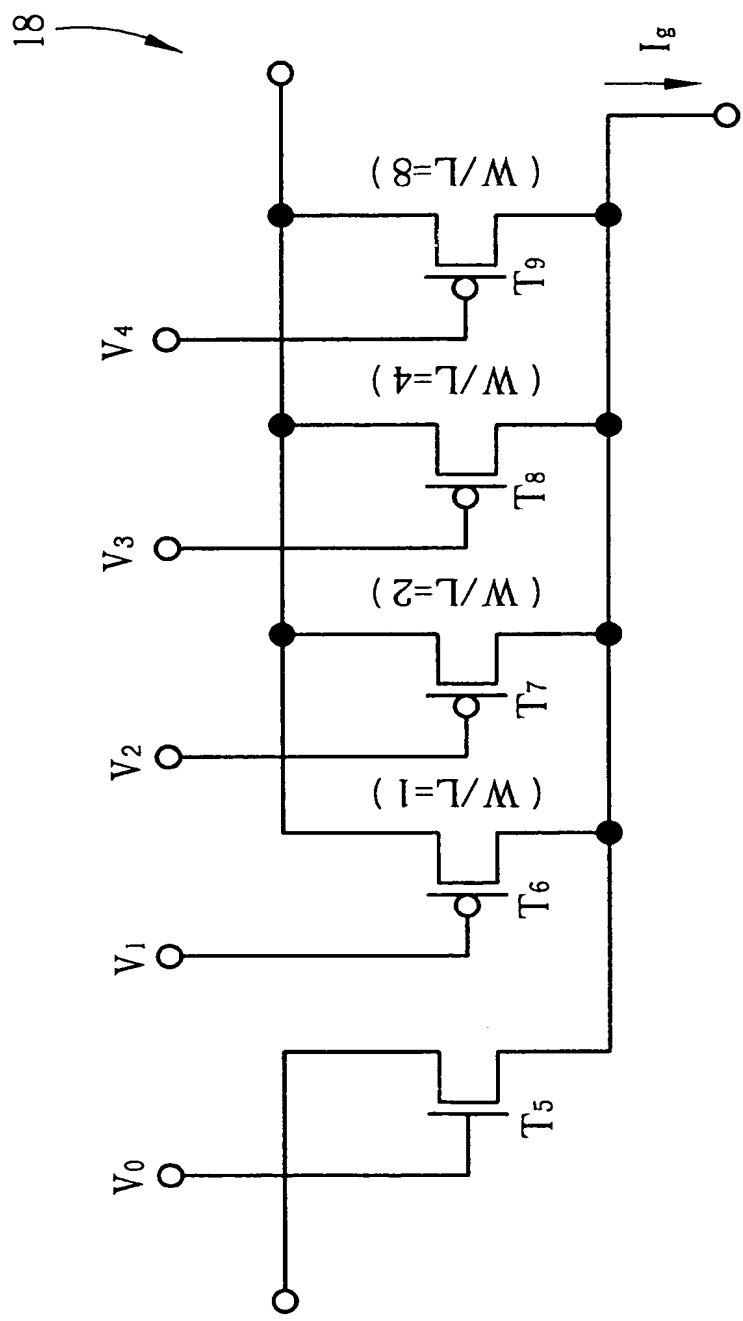 18
V0
V1
V2
V3
V4
T5
T6
T7
T8
T9
(W/L=1)
(W/L=2)
(W/L=4)
(W/L=8)
Ig